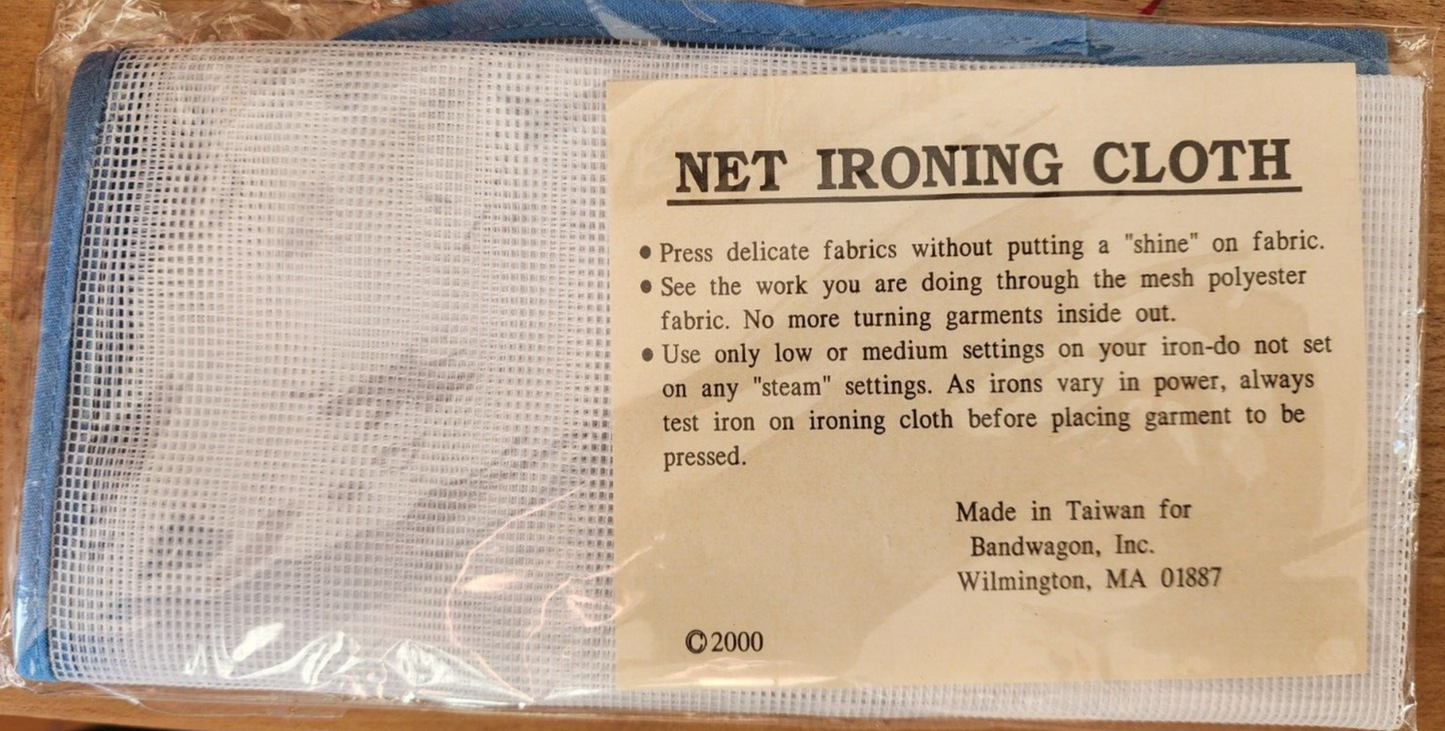 NET IRONING CLOTH
• Press delicate fabrics without putting a "shine" on fabric.
• See the work you are doing through the mesh polyester
fabric. No more turning garments inside out.
• Use only low or medium settings on your iron-do not set
on any "steam" settings. As irons vary in power, always
test iron on ironing cloth before placing garment to be
pressed.
Made in Taiwan for
Bandwagon, Inc.
Wilmington, MA 01887
©2000